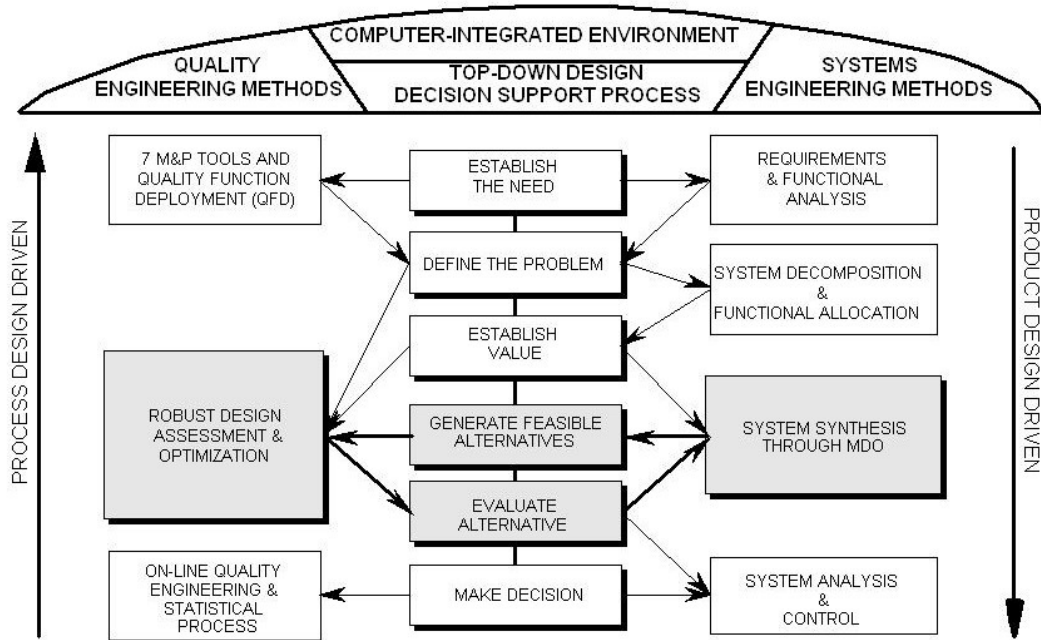 COMPUTER-INTEGRATED ENVIRONMENT
QUALITY
ENGINEERING METHODS
TOP-DOWN DESIGN
DECISION SUPPORT PROCESS
SYSTEMS
ENGINEERING METHODS
PROCESS DESIGN DRIVEN
7 M&P TOOLS AND
QUALITY FUNCTION
DEPLOYMENT (QFD)
ESTABLISH
THE NEED
REQUIREMENTS
& FUNCTIONAL
ANALYSIS
DEFINE THE PROBLEM
SYSTEM DECOMPOSITION
&
FUNCTIONAL ALLOCATION
ESTABLISH
VALUE
ROBUST DESIGN
ASSESSMENT &
OPTIMIZATION
GENERATE FEASIBLE
ALTERNATIVES
SYSTEM SYNTHESIS
THROUGH MDO
EVALUATE
ALTERNATIVE
ON-LINE QUALITY
ENGINEERING &
STATISTICAL
PROCESS
MAKE DECISION
SYSTEM ANALYSIS
&
CONTROL
PRODUCT DESIGN DRIVEN